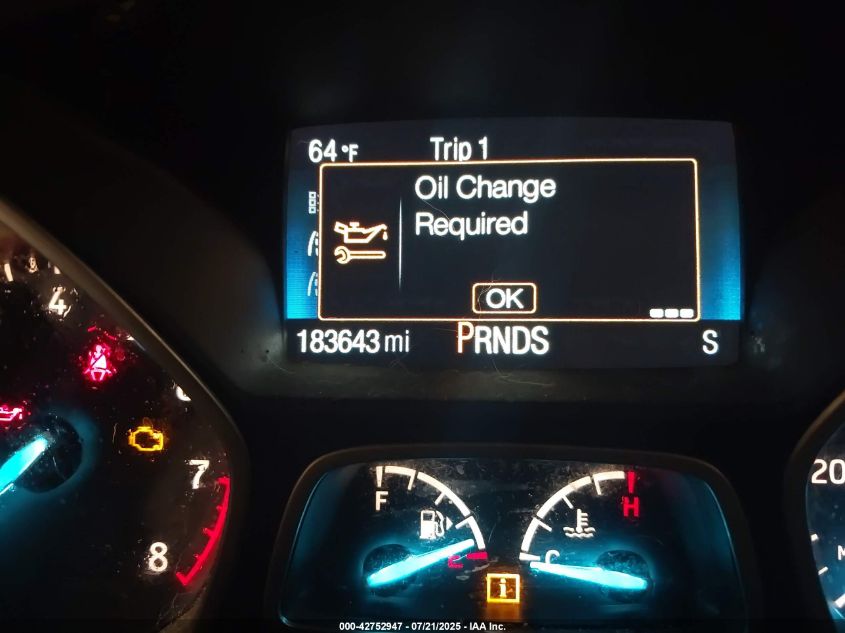 64°F Trip 1
Oil Change
Required
OK
183643 mi PRNDS S
4
7
8
F
E
H
C
20
000-42752947 - 07/21/2025 - IAA Inc.